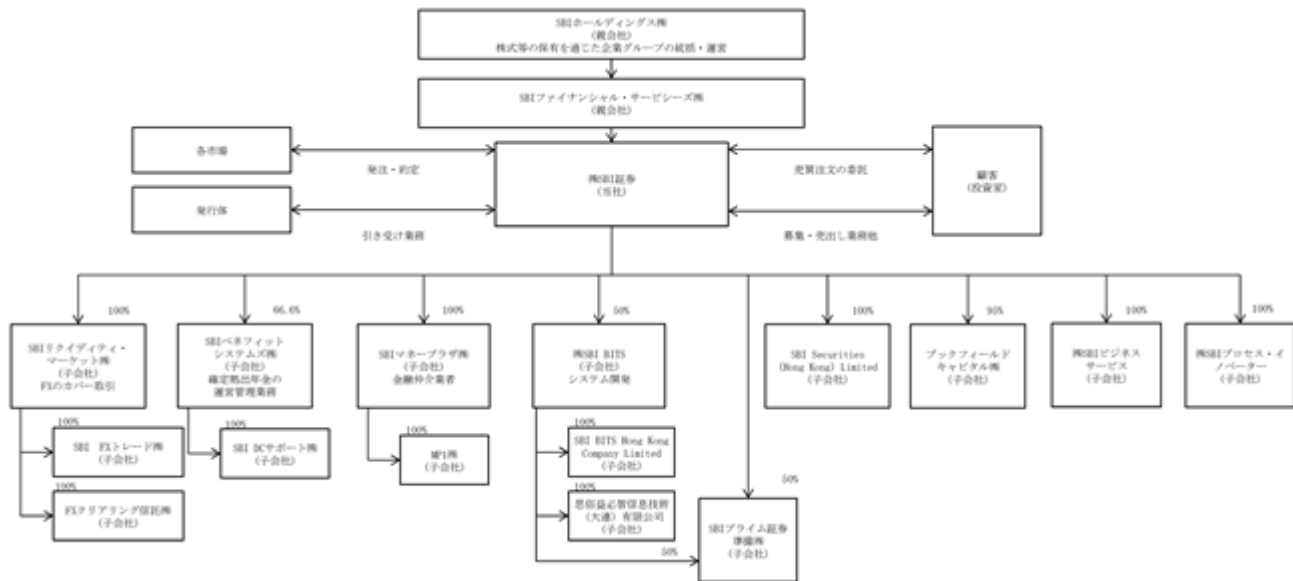 SBIホールディングス㈱
(親会社)
株式等の保有を通じた企業グループの統括・運営
SBIファイナンシャル・サービシーズ㈱
(親会社)
各市場
発注・約定
㈱SBI証券
(当社)
売買注文の委託
顧客
(投資家)
発行体
引き受け業務
募集・売出し業務他
100%
66.6%
100%
50%
100%
95%
100%
100%
SBIリクイディティ・
マーケット㈱
(子会社)
FXのカバー取引
SBIベネフィット
システムズ㈱
(子会社)
確定拠出年金の
運営管理業務
SBIマネープラザ㈱
(子会社)
金融仲介業者
㈱SBI BITS
(子会社)
システム開発
SBI Securities
(Hong Kong) Limited
(子会社)
ブックフィールド
キャピタル㈱
(子会社)
㈱SBIビジネス
サービス
(子会社)
㈱SBIプロセス・イ
ノベーター
(子会社)
100%
SBI FXトレード㈱
(子会社)
100%
FXクリアリング信託㈱
(子会社)
100%
SBI DCサポート㈱
(子会社)
100%
MP1㈱
(子会社)
100%
SBI BITS Hong Kong
Company Limited
(子会社)
100%
思佰益必智信息技術
(大連)有限公司
(子会社)
50%
50%
SBIプライム証券
準備㈱
(子会社)